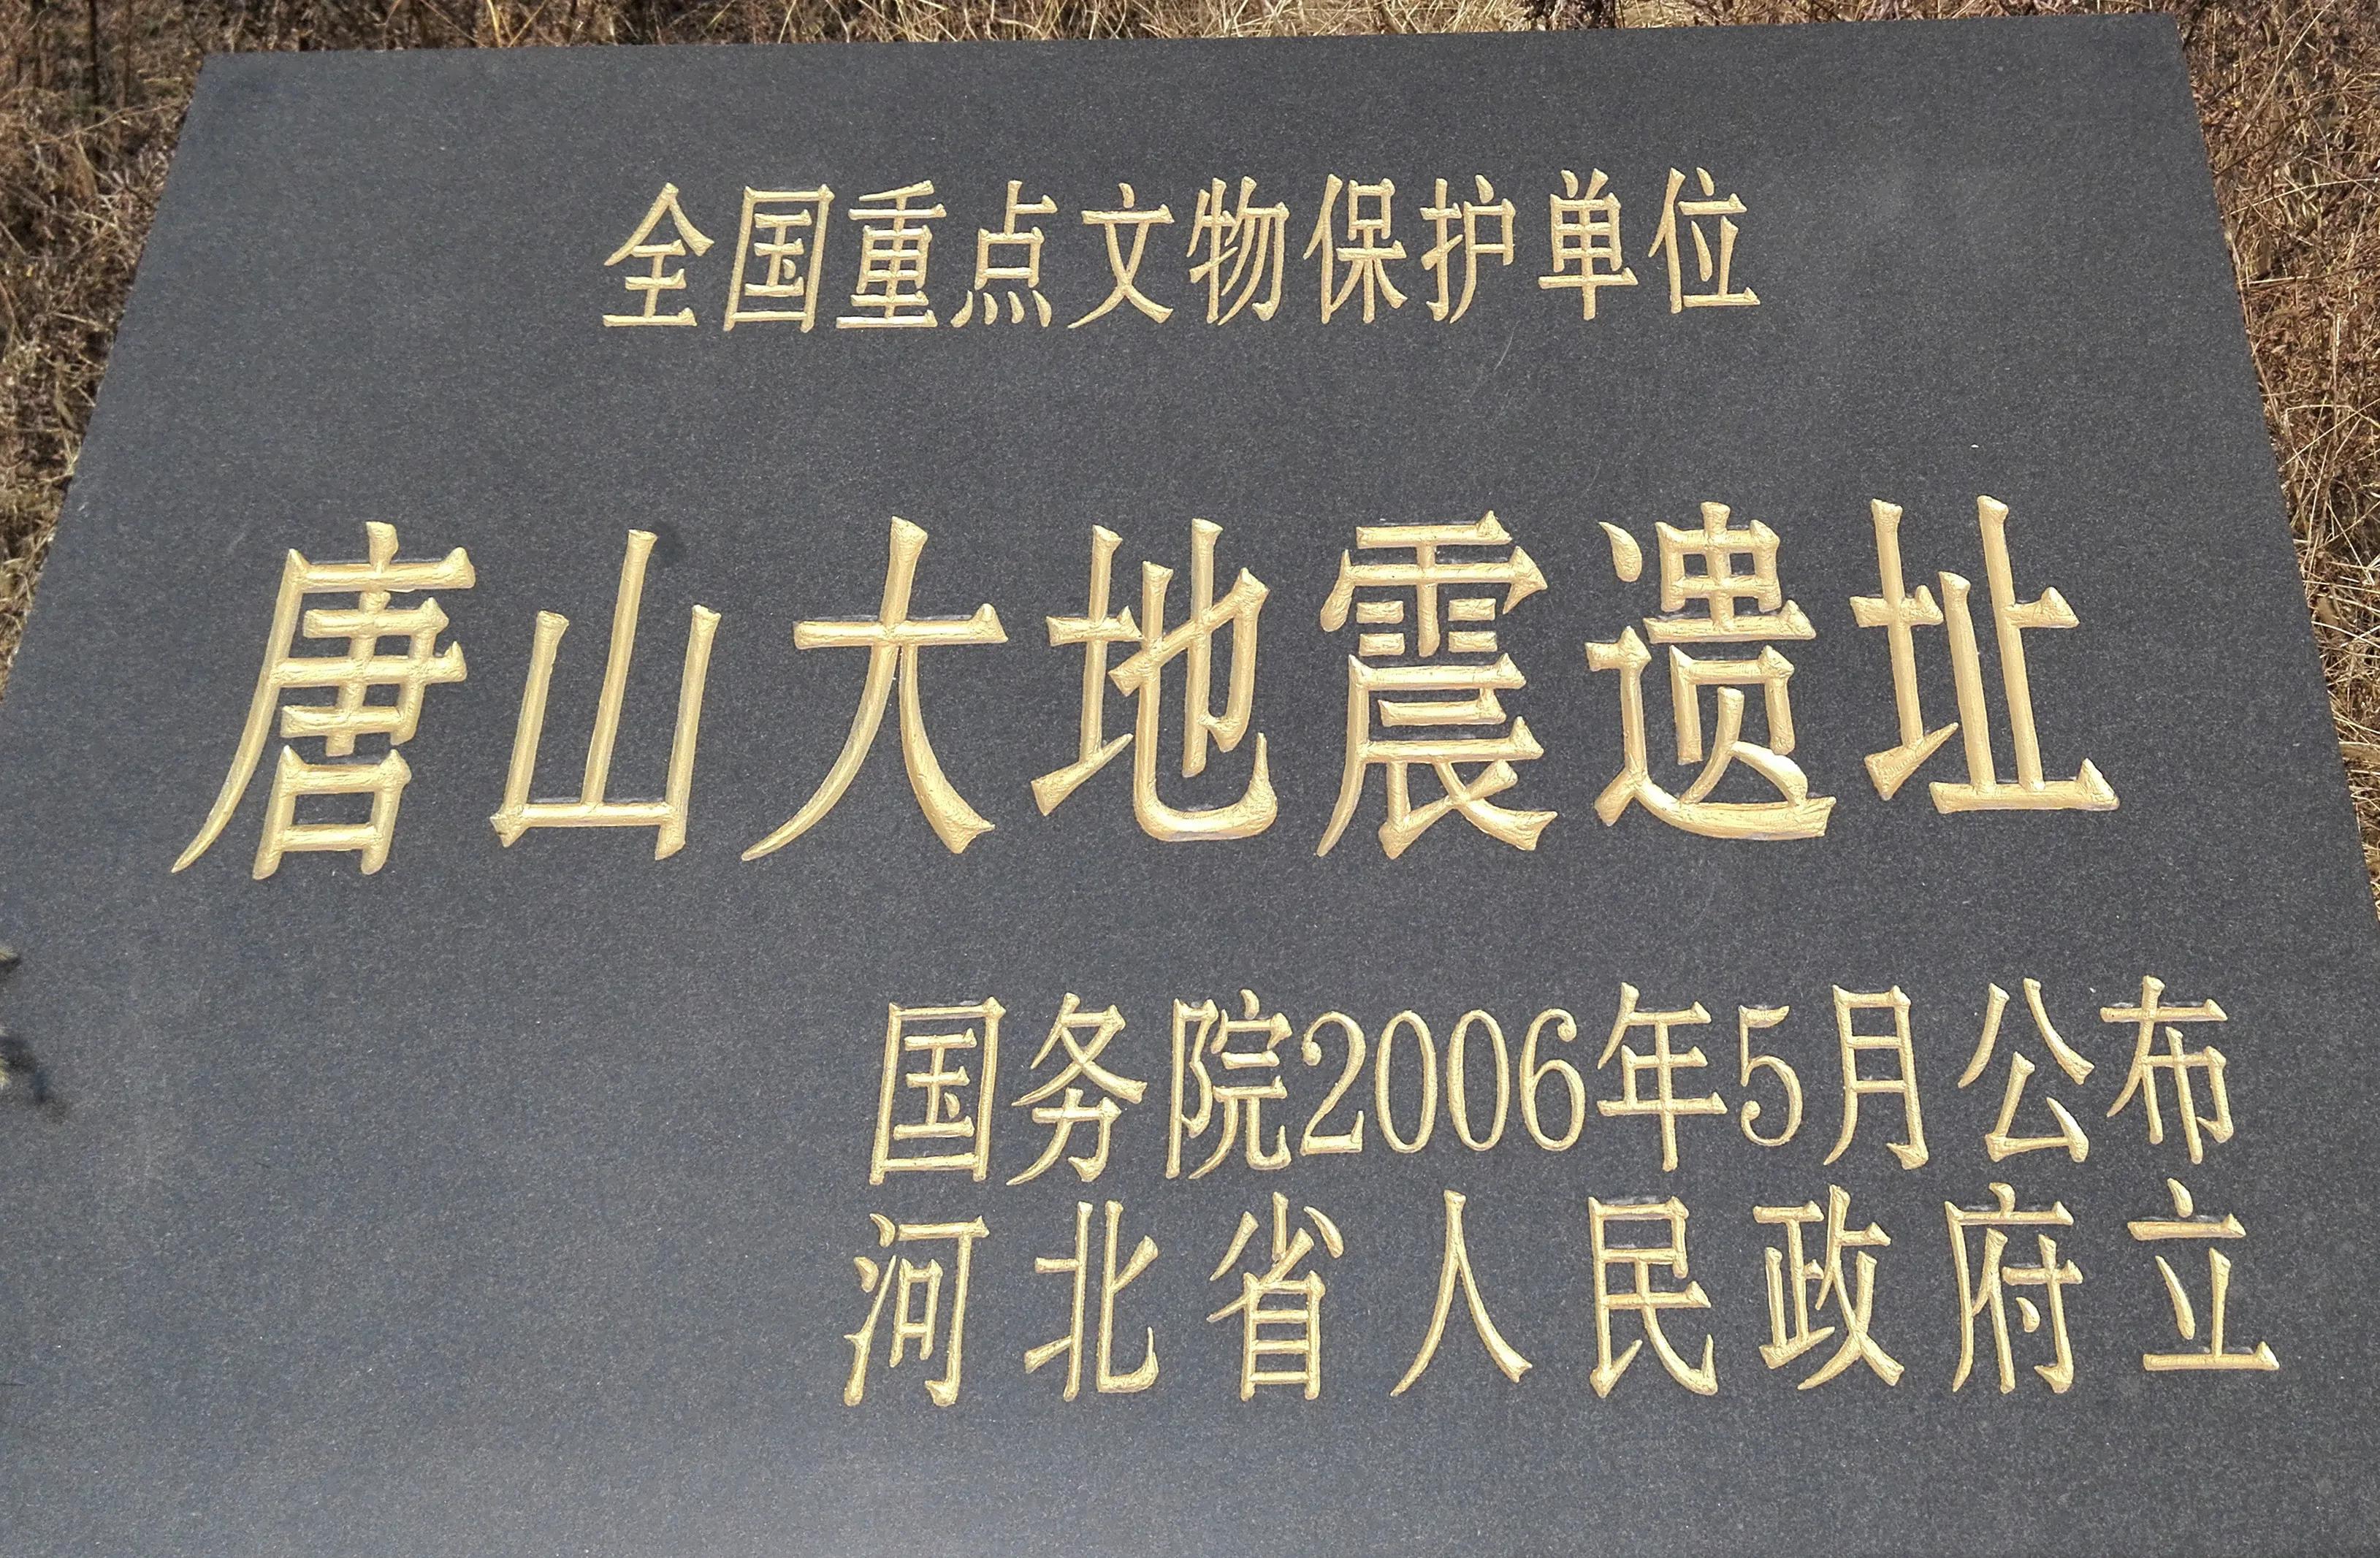 全国重点文物保护单位
唐山大地震遗址
国务院2006年5月公布
河北省人民政府立